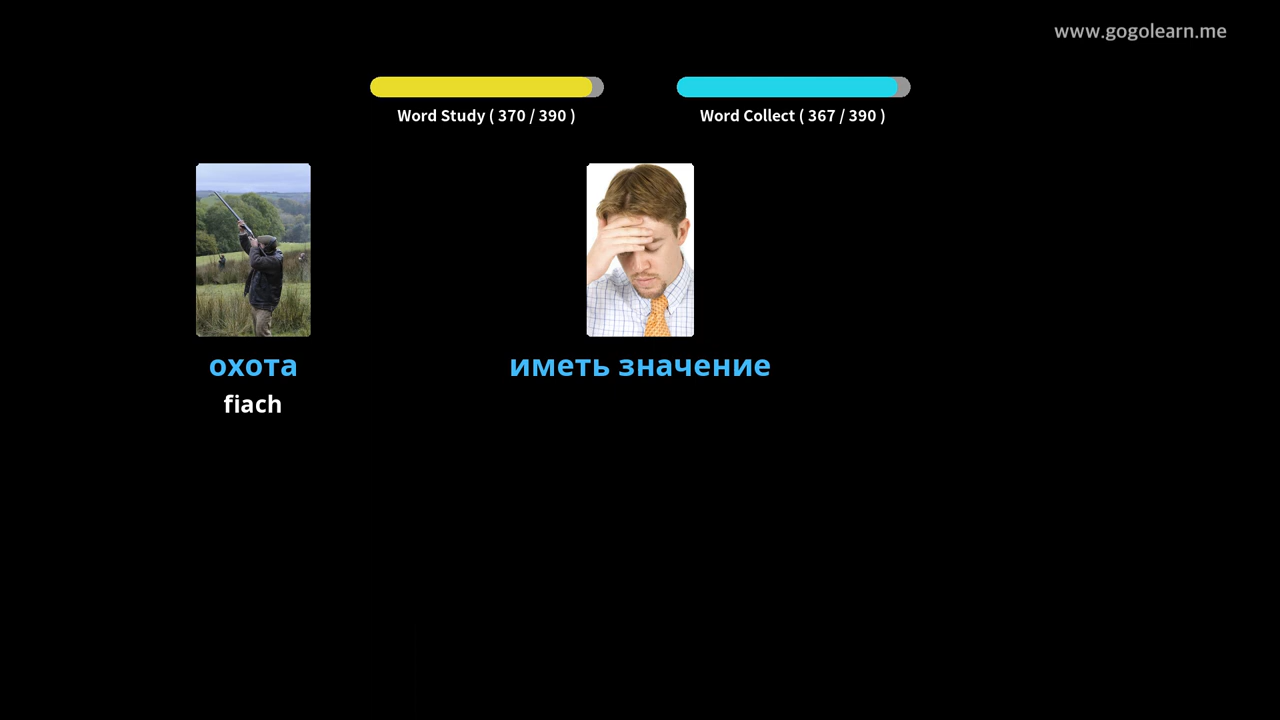 www.gogolearn.me
Word Study ( 370 / 390 )
Word Collect ( 367 / 390 )
охота
иметь значение
fiach